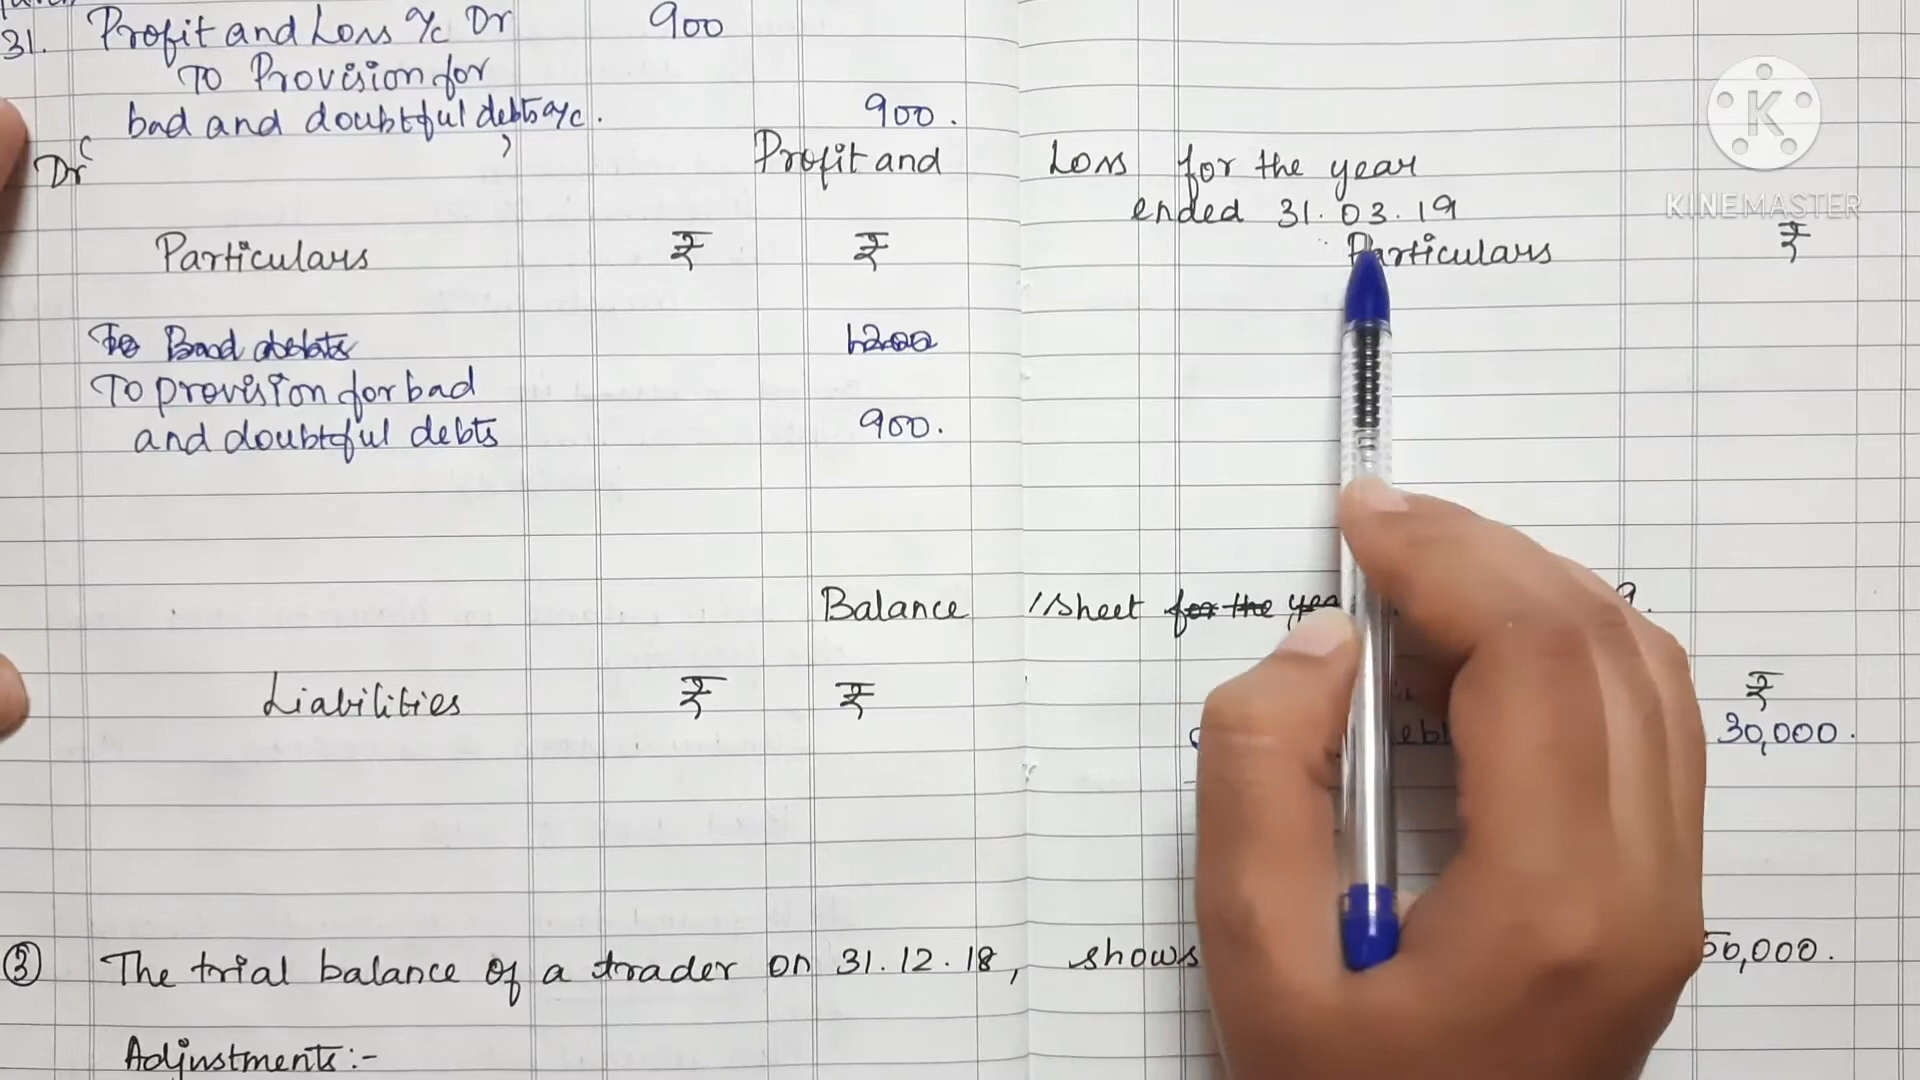 31. Profit and Loss a/c Dr 900
To Provision for
bad and doubtful debts a/c. 900.
Dr Profit and Loss for the year
ended 31.03.19
Particulars ₹ ₹ Particulars ₹
To Bad debts 1200
To provision for bad
and doubtful debts 900.
Balance Sheet for the year 9.
Liabilities ₹ ₹ ₹
30,000.
③ The trial balance of a trader on 31.12.18, shows 50,000.
Adjustments:-
K
KINEMASTER